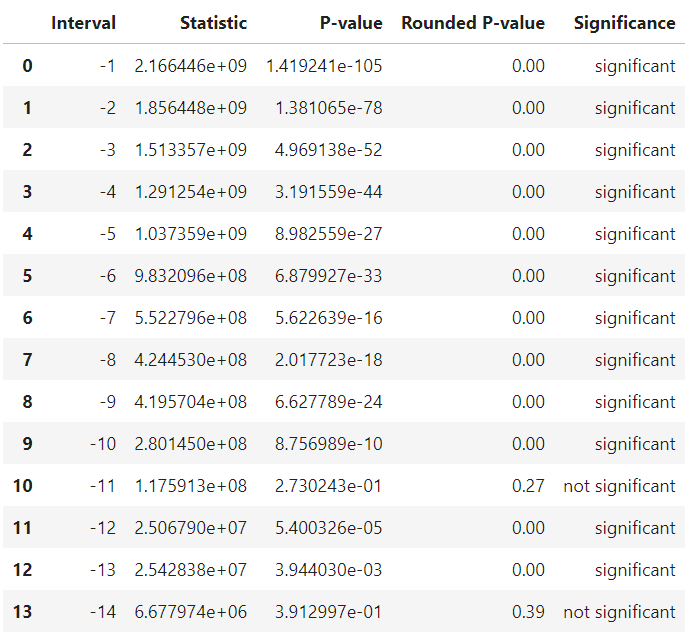 Interval Statistic P-value Rounded P-value Significance
0 -1 2.166446e+09 1.419241e-105 0.00 significant
1 -2 1.856448e+09 1.381065e-78 0.00 significant
2 -3 1.513357e+09 4.969138e-52 0.00 significant
3 -4 1.291254e+09 3.191559e-44 0.00 significant
4 -5 1.037359e+09 8.982559e-27 0.00 significant
5 -6 9.832096e+08 6.879927e-33 0.00 significant
6 -7 5.522796e+08 5.622639e-16 0.00 significant
7 -8 4.244530e+08 2.017723e-18 0.00 significant
8 -9 4.195704e+08 6.627789e-24 0.00 significant
9 -10 2.801450e+08 8.756989e-10 0.00 significant
10 -11 1.175913e+08 2.730243e-01 0.27 not significant
11 -12 2.506790e+07 5.400326e-05 0.00 significant
12 -13 2.542838e+07 3.944030e-03 0.00 significant
13 -14 6.677974e+06 3.912997e-01 0.39 not significant